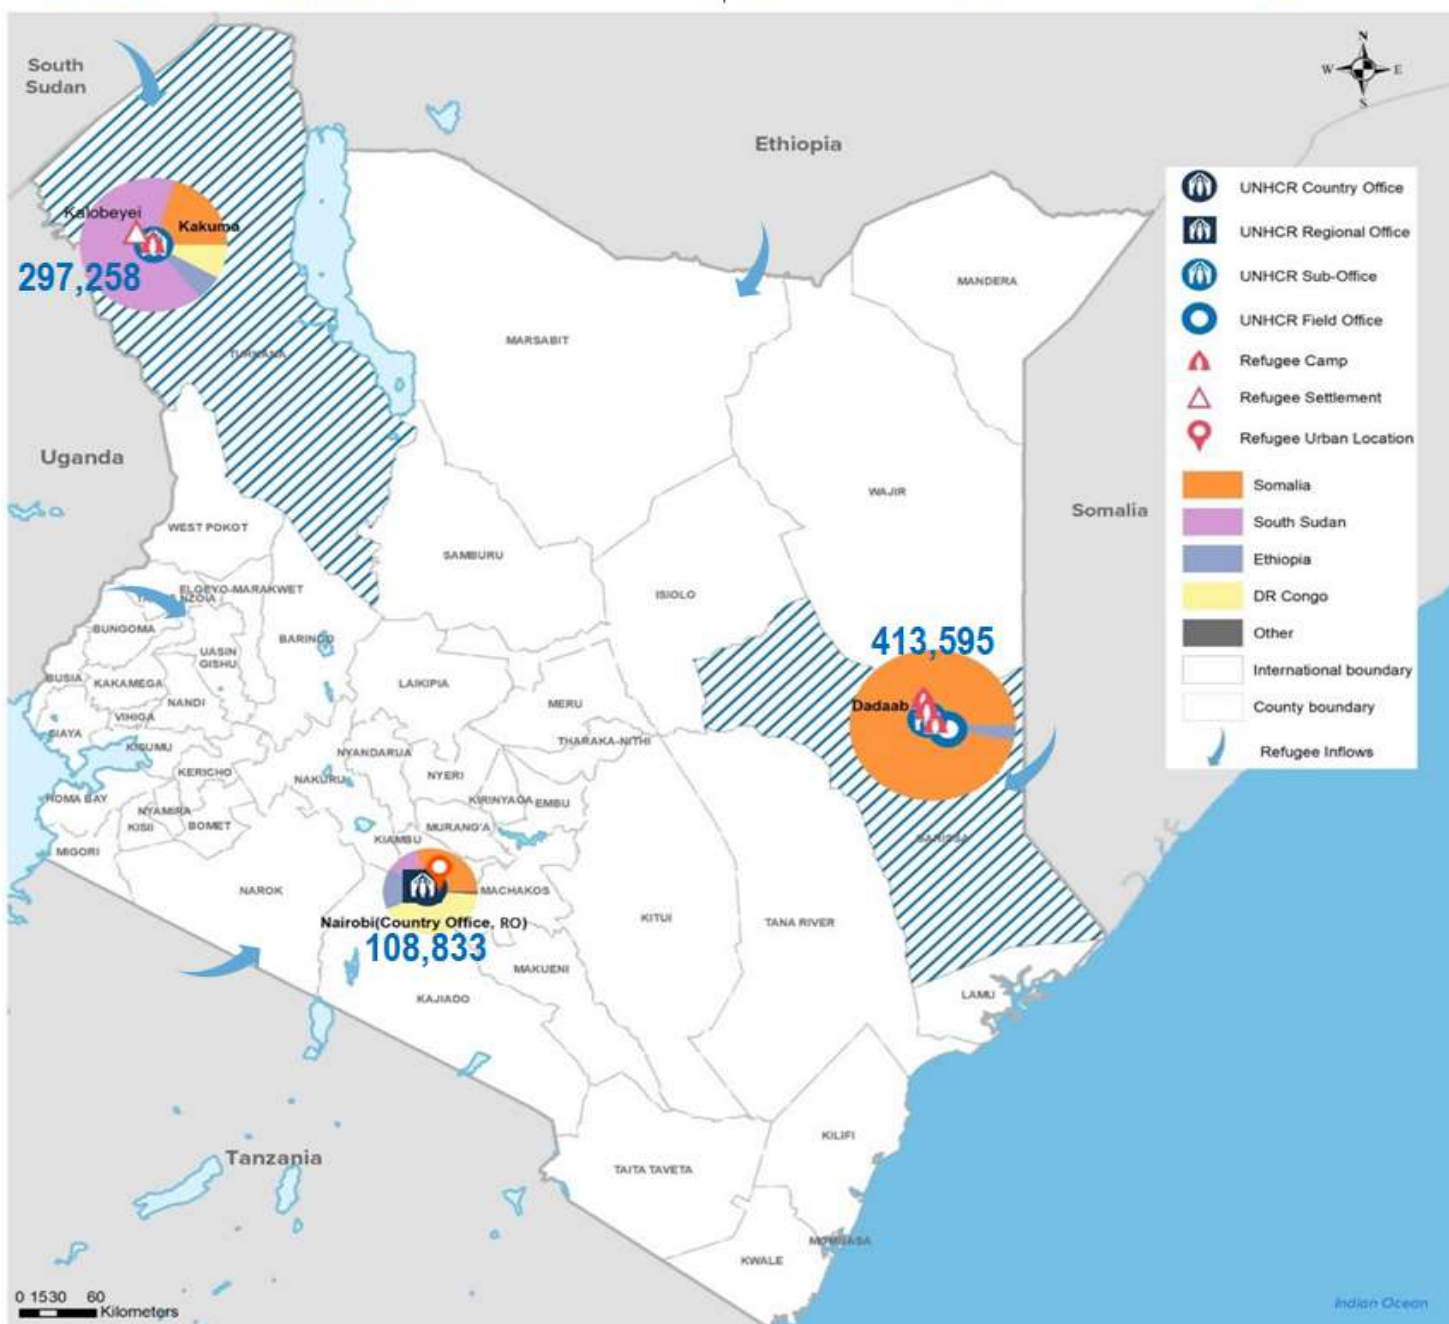 N
W E
S
South
Sudan
Ethiopia
UNHCR Country Office
UNHCR Regional Office
UNHCR Sub-Office
UNHCR Field Office
Refugee Camp
Refugee Settlement
Refugee Urban Location
Somalia
South Sudan
Ethiopia
DR Congo
Other
International boundary
County boundary
Refugee Inflows
Kalobeyei
Kakuma
297,258
TURKANA
MARSABIT
MANDERA
Uganda
Somalia
WAJIR
WEST POKOT
SAMBURU
ISIOLO
ELGEYO-MARAKWET
NZOIA
BUNGOMA
UASIN
GISHU
BARINGO
413,595
Dadaab
BUSIA
KAKAMEGA
NANDI
LAIKIPIA
MERU
VIHIGA
SIAYA
KISUMU
NYANDARUA
THARAKA-NITHI
KERICHO
NAKURU
NYERI
HOMA BAY
NYAMIRA
KIRINYAGA
EMBU
KISII
BOMET
MURANG'A
KIAMBU
MIGORI
GARISSA
NAROK
MACHAKOS
Nairobi(Country Office, RO)
108,833
KITUI
TANA RIVER
MAKUENI
KAJIADO
LAMU
KILIFI
Tanzania
TAITA TAVETA
MOMBASA
KWALE
0 1530 60
Kilometers
Indian Ocean